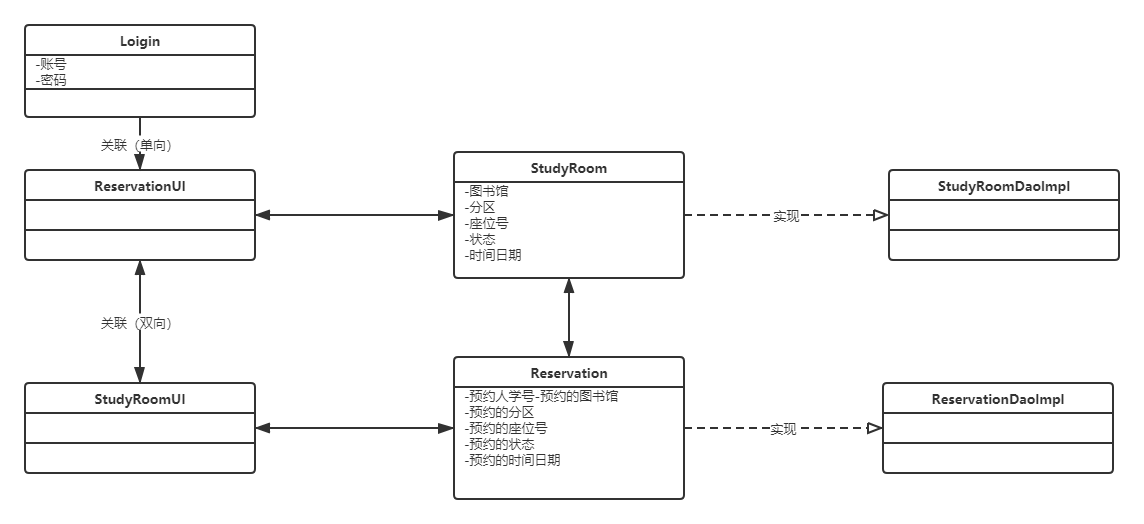 Loigin
-账号
-密码
关联（单向）
ReservationUI
StudyRoom
-图书馆
-分区
-座位号
-状态
-时间日期
实现
StudyRoomDaoImpl
关联（双向）
StudyRoomUI
Reservation
-预约人学号-预约的图书馆
-预约的分区
-预约的座位号
-预约的状态
-预约的时间日期
实现
ReservationDaoImpl